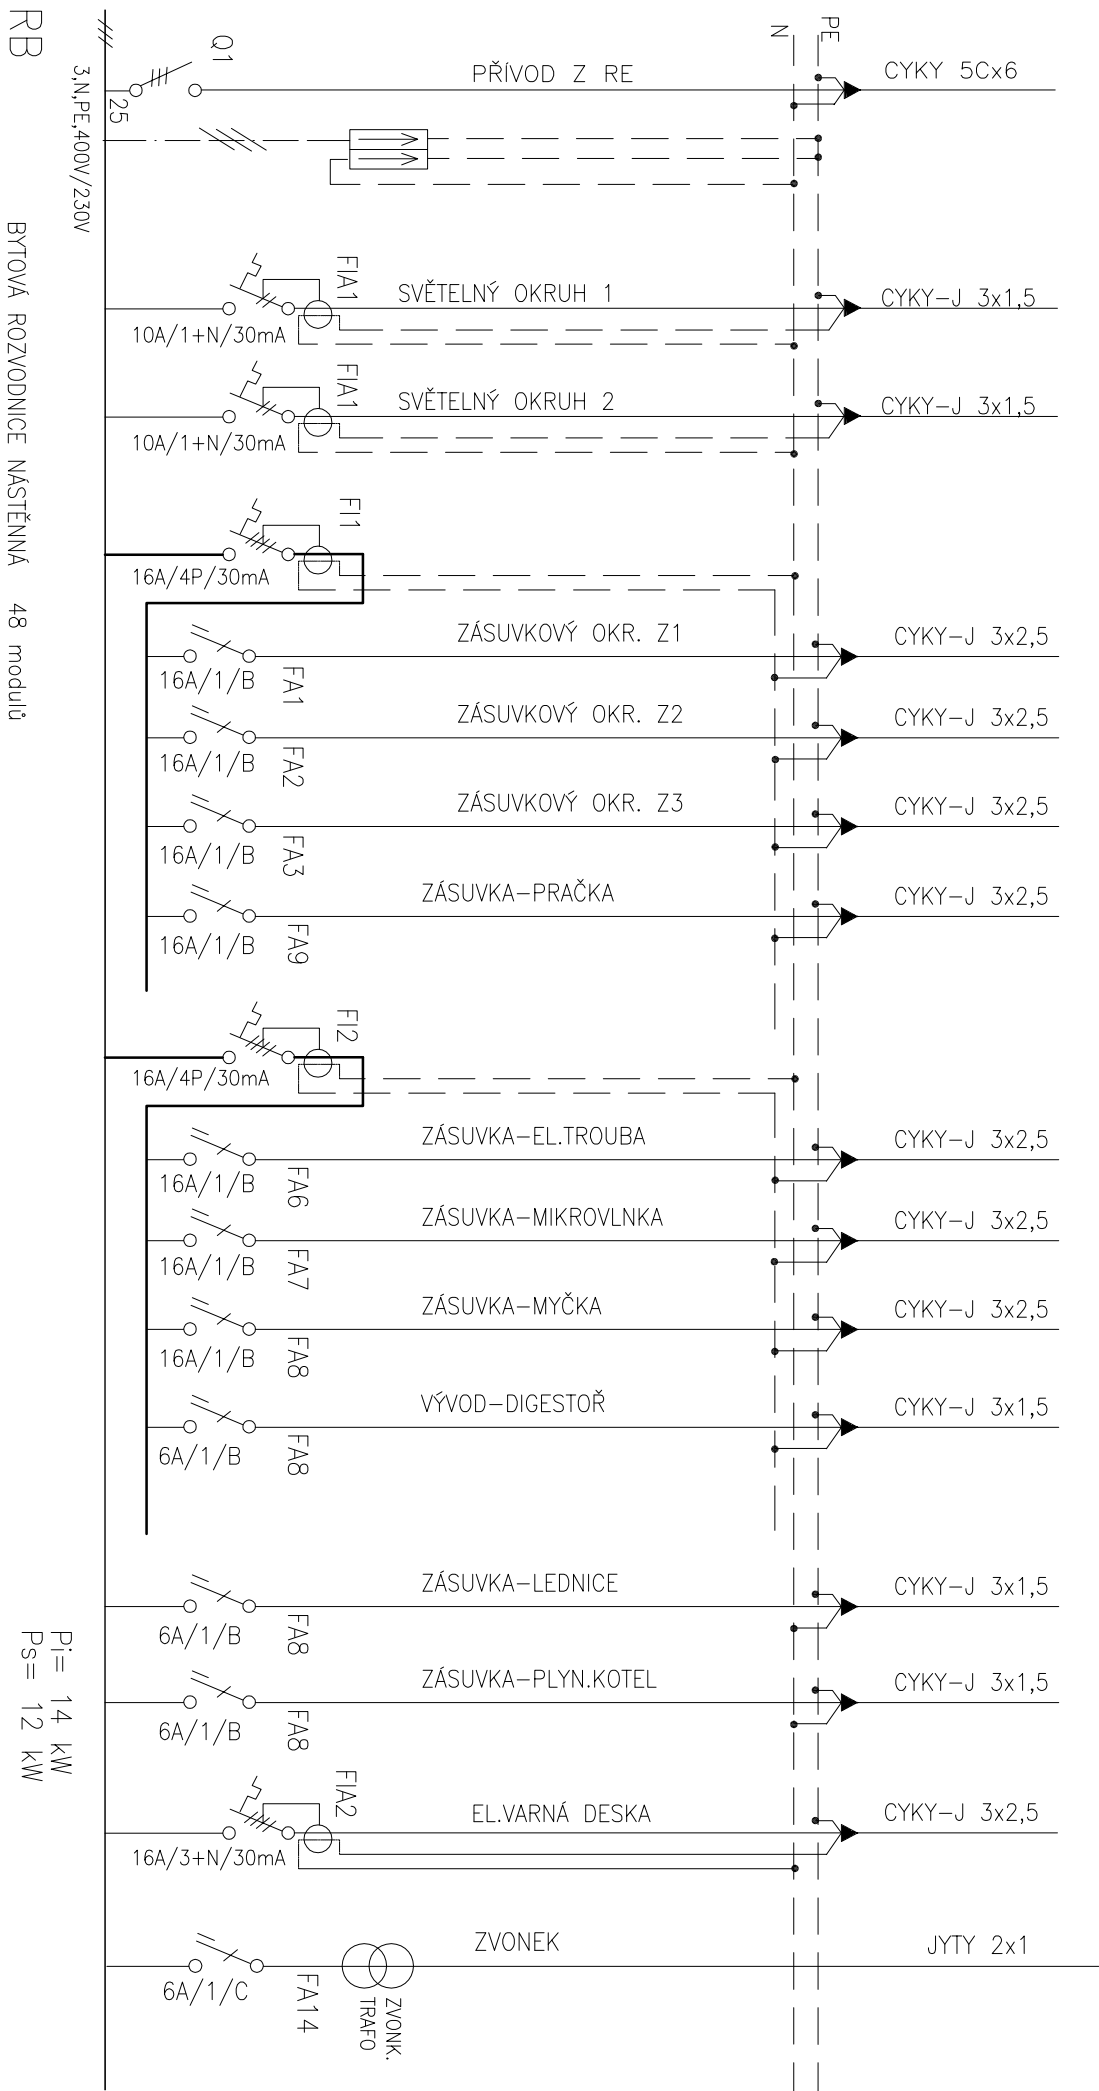 RB
BYTOVÁ ROZVODNICE NÁSTĚNNÁ 48 modulů
Pi= 14 kW
Ps= 12 kW
3,N,PE,400V/230V
N
PE
Q1
25
PŘÍVOD Z RE
CYKY 5Cx6
FIA1
10A/1+N/30mA
SVĚTELNÝ OKRUH 1
CYKY-J 3x1,5
FIA1
10A/1+N/30mA
SVĚTELNÝ OKRUH 2
CYKY-J 3x1,5
FI1
16A/4P/30mA
ZÁSUVKOVÝ OKR. Z1
CYKY-J 3x2,5
16A/1/B
FA1
ZÁSUVKOVÝ OKR. Z2
CYKY-J 3x2,5
16A/1/B
FA2
ZÁSUVKOVÝ OKR. Z3
CYKY-J 3x2,5
16A/1/B
FA3
ZÁSUVKA-PRAČKA
CYKY-J 3x2,5
16A/1/B
FA9
FI2
16A/4P/30mA
ZÁSUVKA-EL.TROUBA
CYKY-J 3x2,5
16A/1/B
FA6
ZÁSUVKA-MIKROVLNKA
CYKY-J 3x2,5
16A/1/B
FA7
ZÁSUVKA-MYČKA
CYKY-J 3x2,5
16A/1/B
FA8
VÝVOD-DIGESTOŘ
CYKY-J 3x1,5
6A/1/B
FA8
ZÁSUVKA-LEDNICE
CYKY-J 3x1,5
6A/1/B
FA8
ZÁSUVKA-PLYN.KOTEL
CYKY-J 3x1,5
6A/1/B
FA8
FIA2
16A/3+N/30mA
EL.VARNÁ DESKA
CYKY-J 3x2,5
ZVONEK
JYTY 2x1
6A/1/C
FA14
ZVONK.
TRAFO